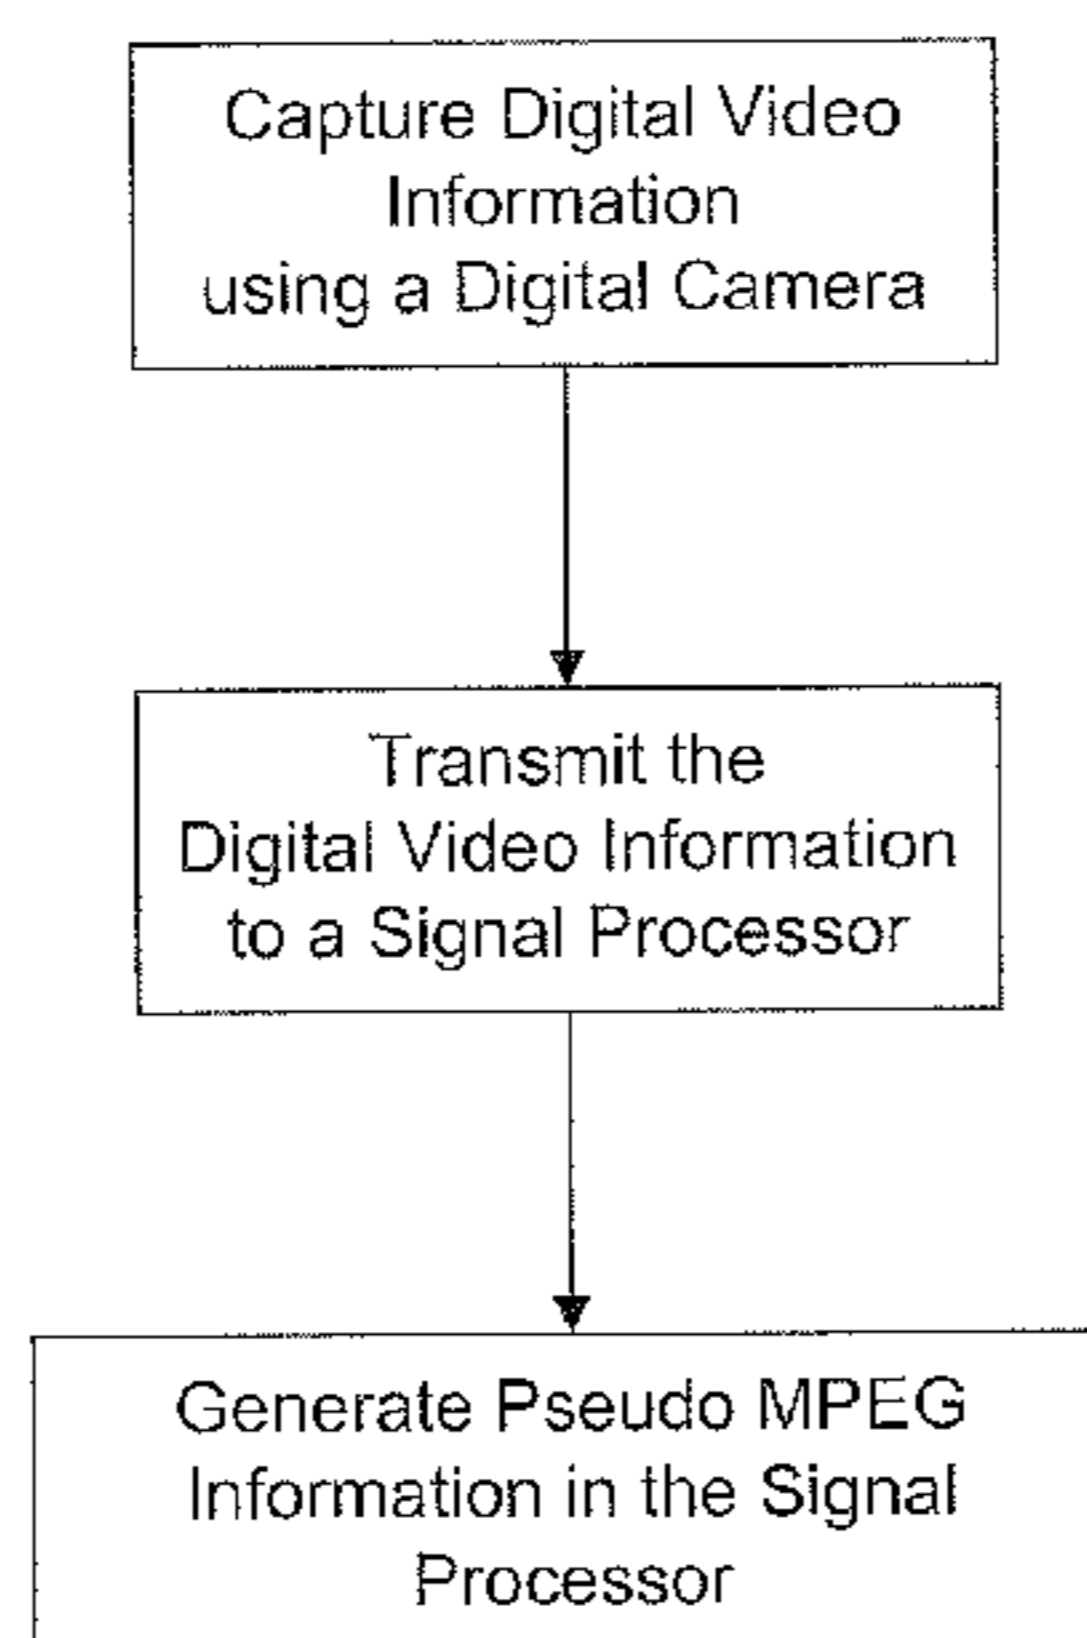 Capture Digital Video
Information
using a Digital Camera
Transmit the
Digital Video Information
to a Signal Processor
Generate Pseudo MPEG
Information in the Signal
Processor